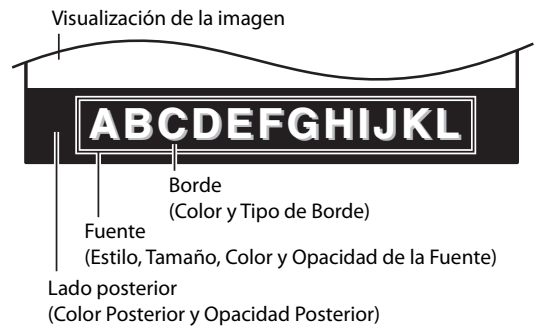 Visualización de la imagen
ABCDEFGHIJKL
Borde
(Color y Tipo de Borde)
Fuente
(Estilo, Tamaño, Color y Opacidad de la Fuente)
Lado posterior
(Color Posterior y Opacidad Posterior)